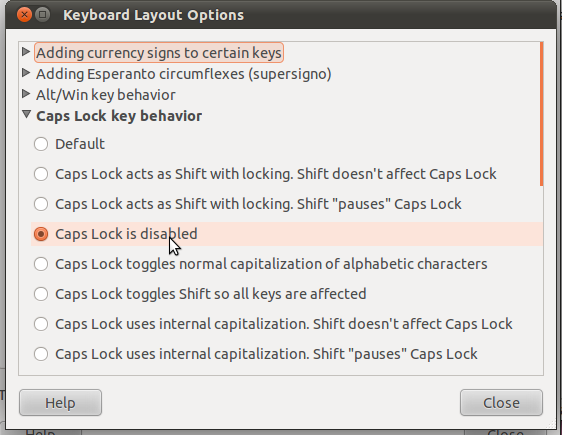 Keyboard Layout Options
Adding currency signs to certain keys
Adding Esperanto circumflexes (supersigno)
Alt/Win key behavior
Caps Lock key behavior
Default
Caps Lock acts as Shift with locking. Shift doesn't affect Caps Lock
Caps Lock acts as Shift with locking. Shift "pauses" Caps Lock
Caps Lock is disabled
Caps Lock toggles normal capitalization of alphabetic characters
Caps Lock toggles Shift so all keys are affected
Caps Lock uses internal capitalization. Shift doesn't affect Caps Lock
Caps Lock uses internal capitalization. Shift "pauses" Caps Lock
Help Close
Help Close